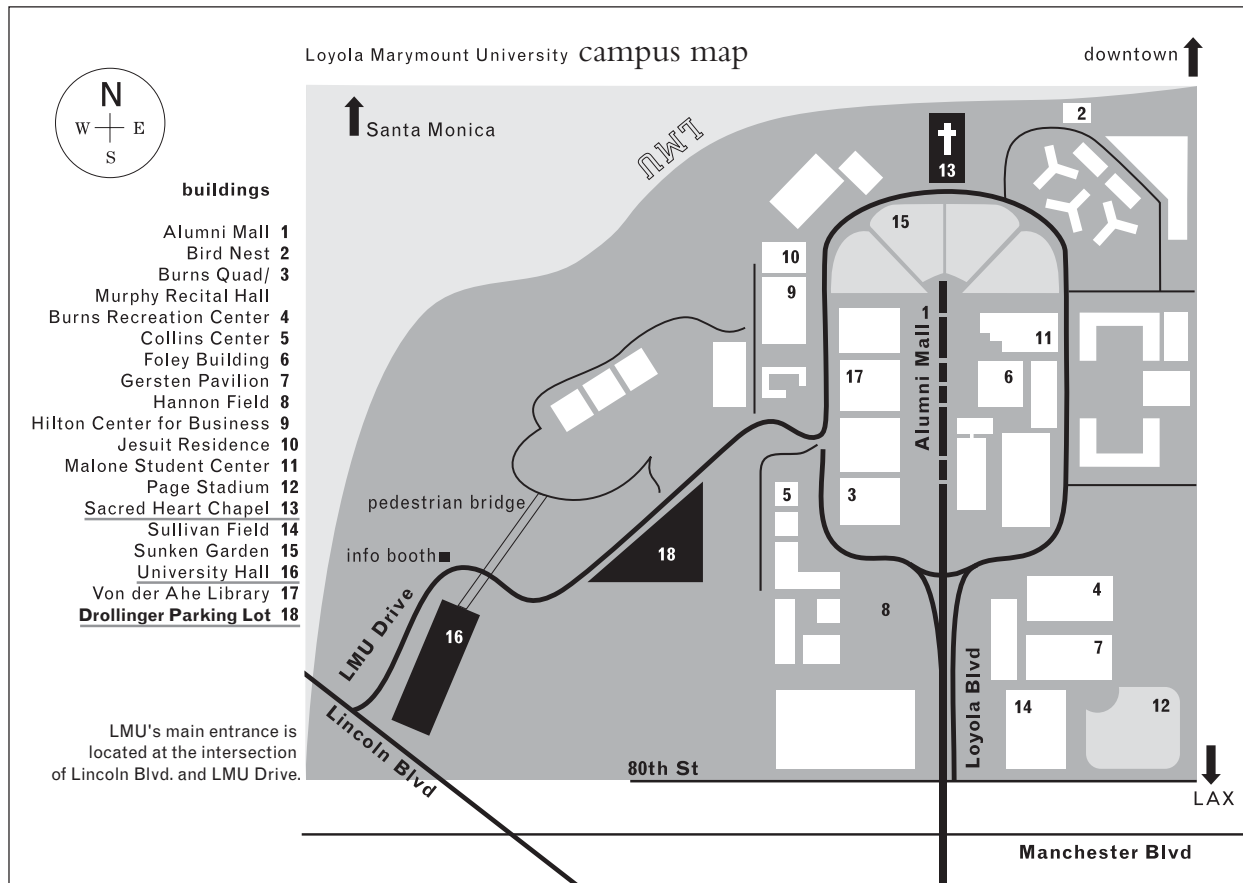 Loyola Marymount University campus map
downtown
N
W E
S
Santa Monica
LMU
buildings
Alumni Mall 1
Bird Nest 2
Burns Quad/ 3
Murphy Recital Hall
Burns Recreation Center 4
Collins Center 5
Foley Building 6
Gersten Pavilion 7
Hannon Field 8
Hilton Center for Business 9
Jesuit Residence 10
Malone Student Center 11
Page Stadium 12
Sacred Heart Chapel 13
Sullivan Field 14
Sunken Garden 15
University Hall 16
Von der Ahe Library 17
Drollinger Parking Lot 18
LMU's main entrance is
located at the intersection
of Lincoln Blvd. and LMU Drive.
2
13
15
10
9
Alumni Mall 1
11
17
6
pedestrian bridge
5
3
info booth
18
4
8
16
LMU Drive
7
Loyola Blvd
14
12
Lincoln Blvd
80th St
LAX
Manchester Blvd